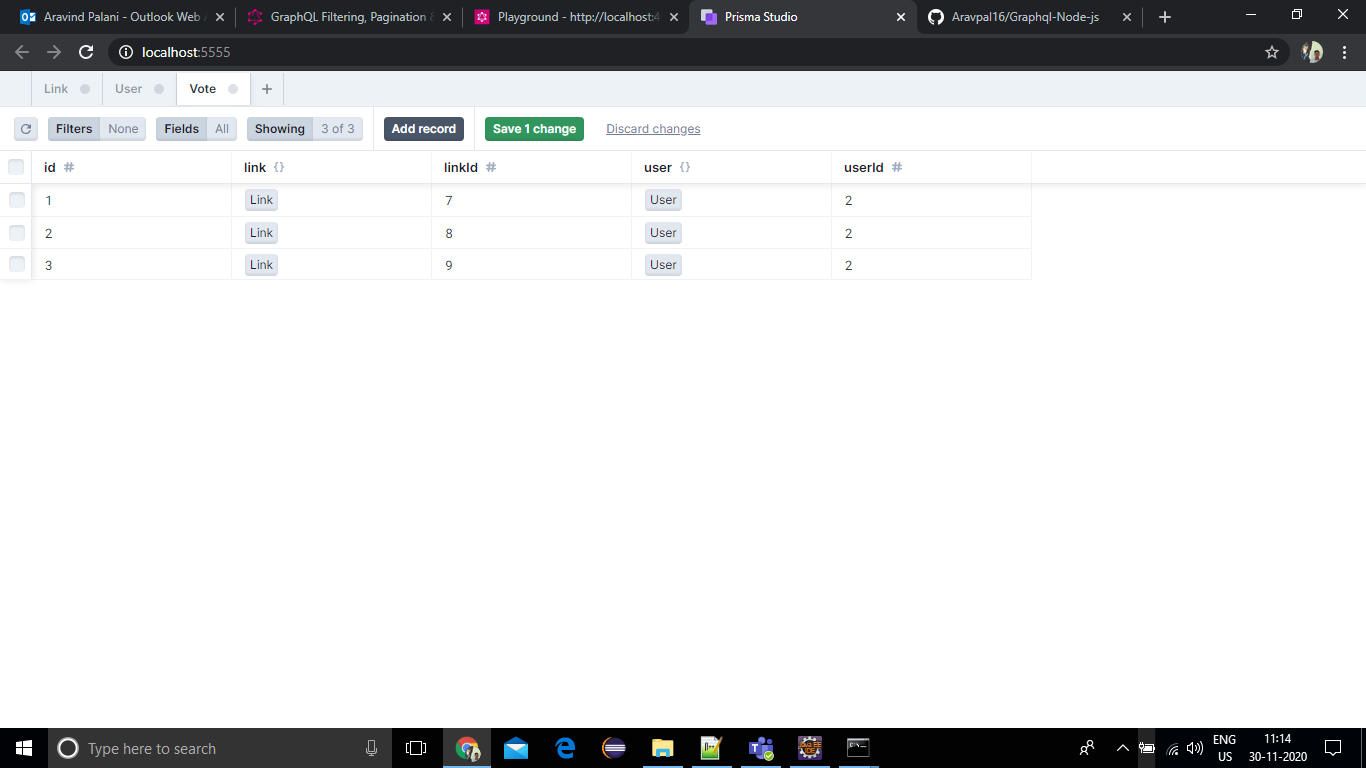 Aravind Palani - Outlook Web
GraphQL Filtering, Pagination &
Playground - http://localhost:4
Prisma Studio
Aravpal16/Graphql-Node-js
localhost:5555
Link
User
Vote
Filters None
Fields All
Showing 3 of 3
Add record
Save 1 change
Discard changes
id # link {} linkId # user {} userId #
1 Link 7 User 2
2 Link 8 User 2
3 Link 9 User 2
Type here to search
ENG
US
11:14
30-11-2020